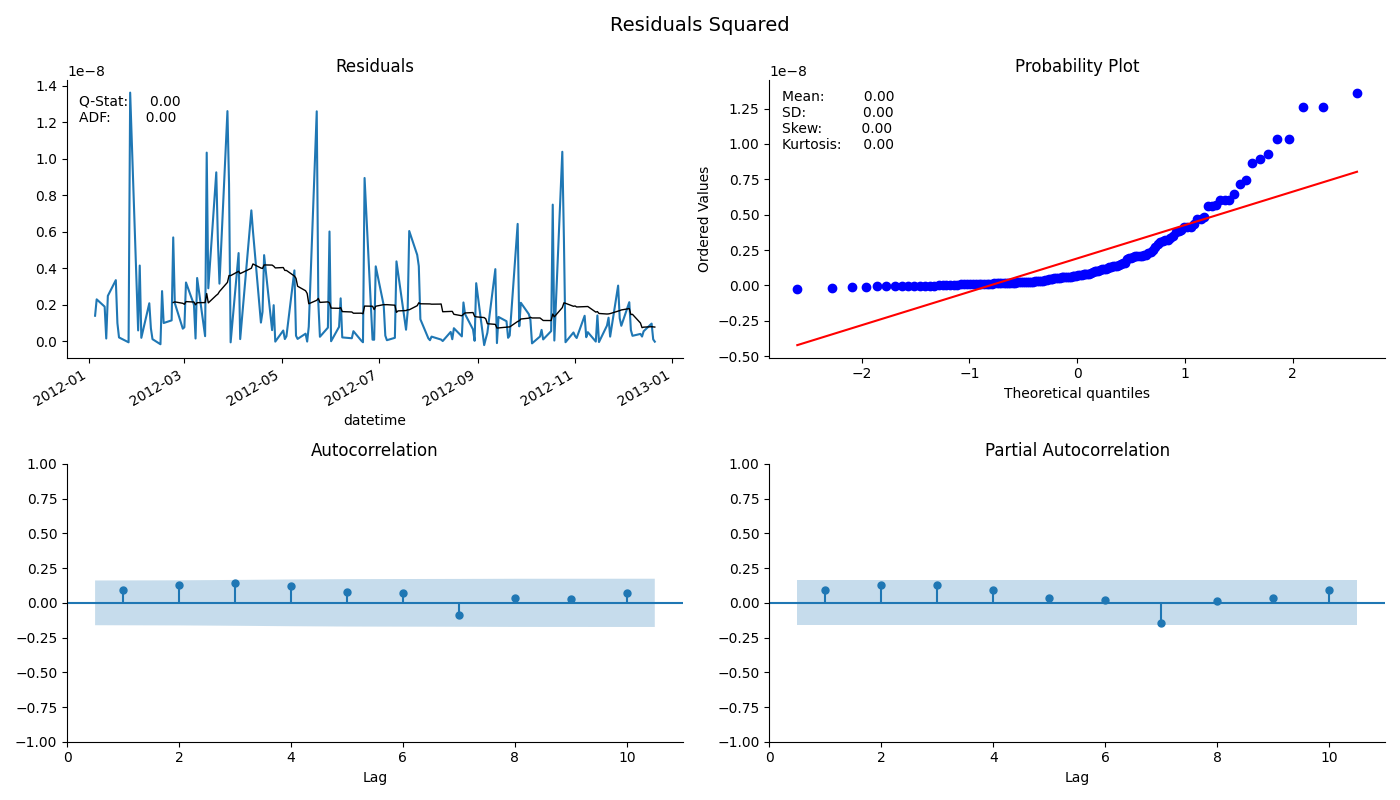 Residuals Squared
Residuals
1e−8
Q-Stat: 0.00
ADF: 0.00
1.4
1.2
1.0
0.8
0.6
0.4
0.2
0.0
2012-01
2012-03
2012-05
2012-07
2012-09
2012-11
2013-01
datetime
Probability Plot
1e−8
Mean: 0.00
SD: 0.00
Skew: 0.00
Kurtosis: 0.00
Ordered Values
1.25
1.00
0.75
0.50
0.25
0.00
−0.25
−0.50
−2 −1 0 1 2
Theoretical quantiles
Autocorrelation
1.00
0.75
0.50
0.25
0.00
−0.25
−0.50
−0.75
−1.00
0 2 4 6 8 10
Lag
Partial Autocorrelation
1.00
0.75
0.50
0.25
0.00
−0.25
−0.50
−0.75
−1.00
0 2 4 6 8 10
Lag